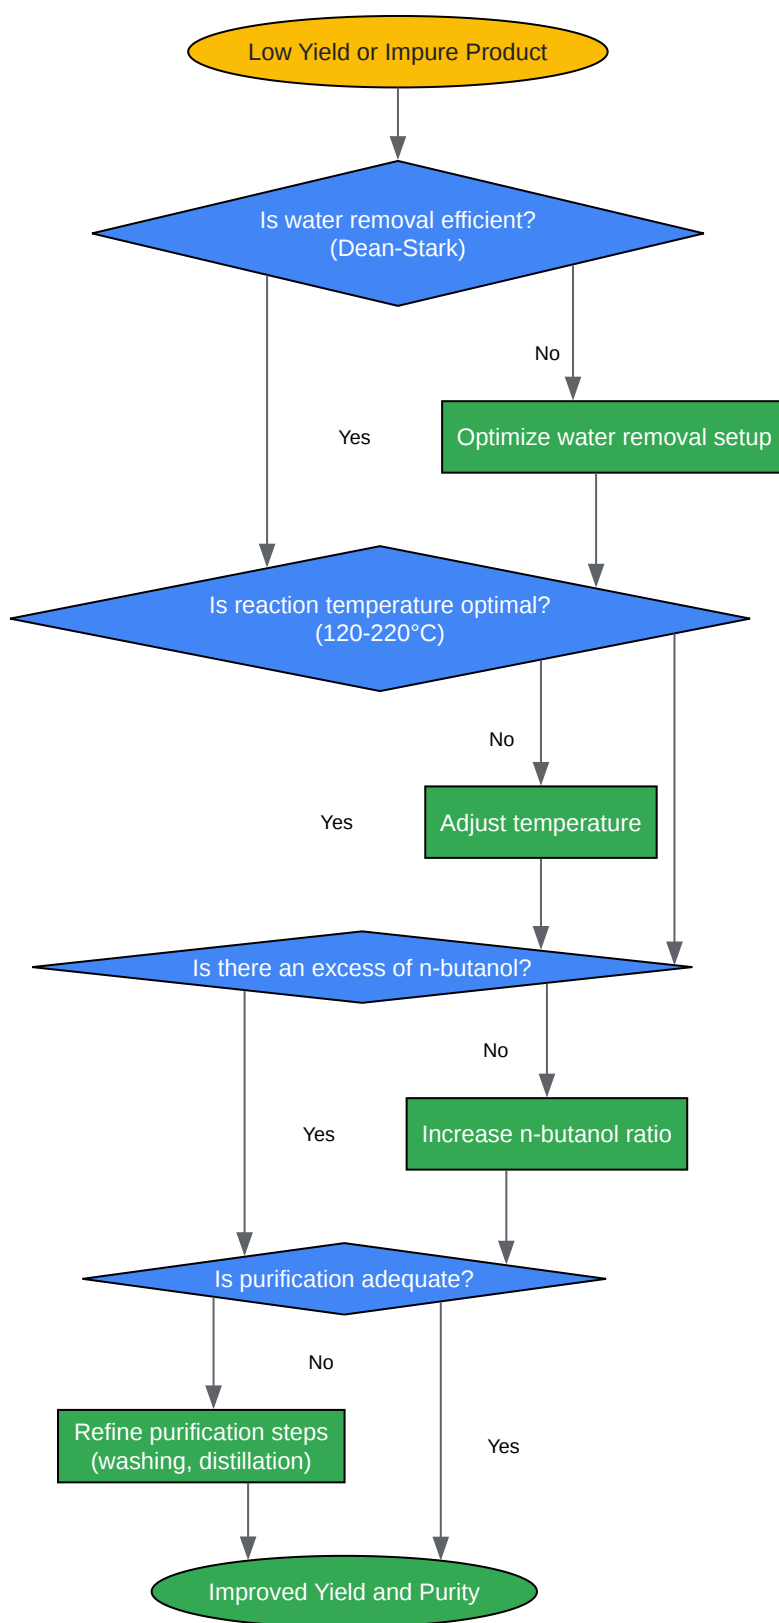 Low Yield or Impure Product
Is water removal efficient?
(Dean-Stark)
No
Yes
Optimize water removal setup
Is reaction temperature optimal?
(120-220°C)
No
Yes
Adjust temperature
Is there an excess of n-butanol?
No
Yes
Increase n-butanol ratio
Is purification adequate?
No
Refine purification steps
(washing, distillation)
Yes
Improved Yield and Purity